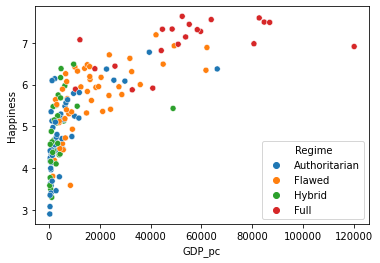 Happiness
7
6
5
4
3
Regime
Authoritarian
Flawed
Hybrid
Full
0
20000
40000
60000
80000
100000
120000
GDP_pc